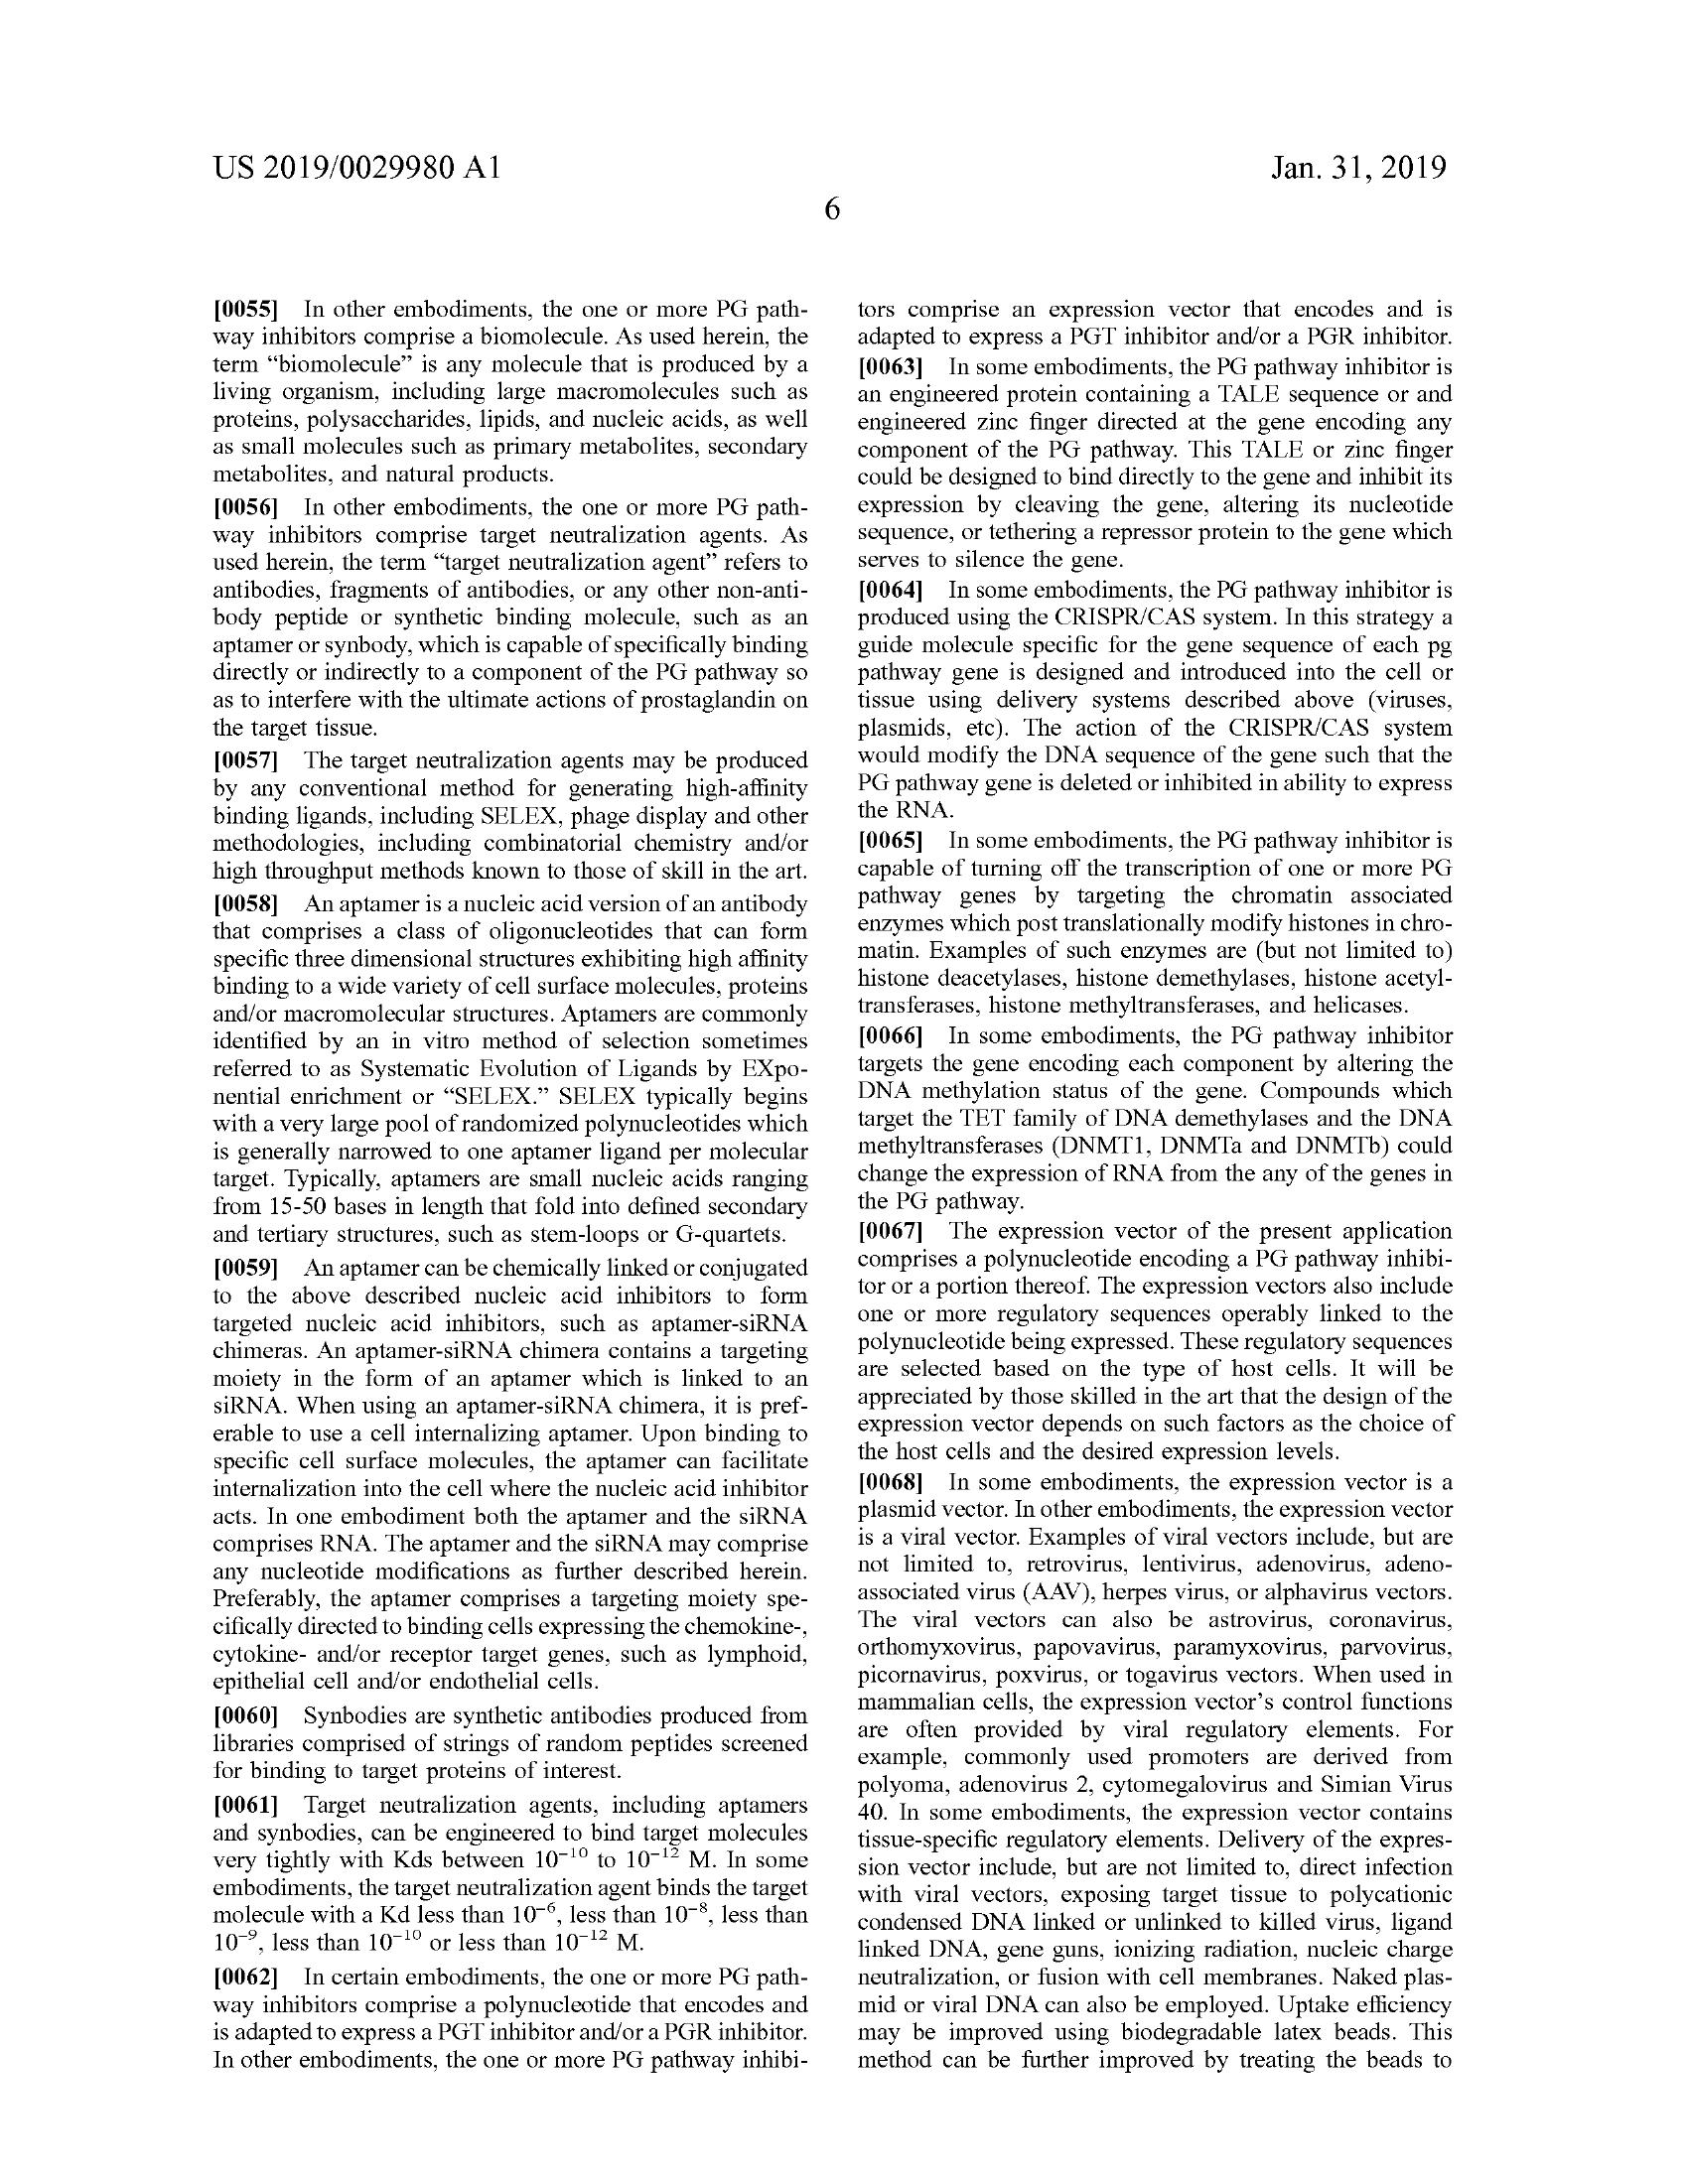 US 2019/0029980 A1
Jan. 31, 2019
6
[0055] In other embodiments, the one or more PG path-
way inhibitors comprise a biomolecule. As used herein, the
term “biomolecule” is any molecule that is produced by a
living organism, including large macromolecules such as
proteins, polysaccharides, lipids, and nucleic acids, as well
as small molecules such as primary metabolites, secondary
metabolites, and natural products.
[0056] In other embodiments, the one or more PG path-
way inhibitors comprise target neutralization agents. As
used herein, the term “target neutralization agent” refers to
antibodies, fragments of antibodies, or any other non-anti-
body peptide or synthetic binding molecule, such as an
aptamer or synbody, which is capable of specifically binding
directly or indirectly to a component of the PG pathway so
as to interfere with the ultimate actions of prostaglandin on
the target tissue.
[0057] The target neutralization agents may be produced
by any conventional method for generating high-affinity
binding ligands, including SELEX, phage display and other
methodologies, including combinatorial chemistry and/or
high throughput methods known to those of skill in the art.
[0058] An aptamer is a nucleic acid version of an antibody
that comprises a class of oligonucleotides that can form
specific three dimensional structures exhibiting high affinity
binding to a wide variety of cell surface molecules, proteins
and/or macromolecular structures. Aptamers are commonly
identified by an in vitro method of selection sometimes
referred to as Systematic Evolution of Ligands by EXpo-
nential enrichment or “SELEX.” SELEX typically begins
with a very large pool of randomized polynucleotides which
is generally narrowed to one aptamer ligand per molecular
target. Typically, aptamers are small nucleic acids ranging
from 15-50 bases in length that fold into defined secondary
and tertiary structures, such as stem-loops or G-quartets.
[0059] An aptamer can be chemically linked or conjugated
to the above described nucleic acid inhibitors to form
targeted nucleic acid inhibitors, such as aptamer-siRNA
chimeras. An aptamer-siRNA chimera contains a targeting
moiety in the form of an aptamer which is linked to an
siRNA. When using an aptamer-siRNA chimera, it is pref-
erable to use a cell internalizing aptamer. Upon binding to
specific cell surface molecules, the aptamer can facilitate
internalization into the cell where the nucleic acid inhibitor
acts. In one embodiment both the aptamer and the siRNA
comprises RNA. The aptamer and the siRNA may comprise
any nucleotide modifications as further described herein.
Preferably, the aptamer comprises a targeting moiety spe-
cifically directed to binding cells expressing the chemokine-,
cytokine- and/or receptor target genes, such as lymphoid,
epithelial cell and/or endothelial cells.
[0060] Synbodies are synthetic antibodies produced from
libraries comprised of strings of random peptides screened
for binding to target proteins of interest.
[0061] Target neutralization agents, including aptamers
and synbodies, can be engineered to bind target molecules
very tightly with Kds between 10⁻¹⁰ to 10⁻¹² M. In some
embodiments, the target neutralization agent binds the target
molecule with a Kd less than 10⁻⁶, less than 10⁻⁸, less than
10⁻⁹, less than 10⁻¹⁰ or less than 10⁻¹² M.
[0062] In certain embodiments, the one or more PG path-
way inhibitors comprise a polynucleotide that encodes and
is adapted to express a PGT inhibitor and/or a PGR inhibitor.
In other embodiments, the one or more PG pathway inhibi-
tors comprise an expression vector that encodes and is
adapted to express a PGT inhibitor and/or a PGR inhibitor.
[0063] In some embodiments, the PG pathway inhibitor is
an engineered protein containing a TALE sequence or and
engineered zinc finger directed at the gene encoding any
component of the PG pathway. This TALE or zinc finger
could be designed to bind directly to the gene and inhibit its
expression by cleaving the gene, altering its nucleotide
sequence, or tethering a repressor protein to the gene which
serves to silence the gene.
[0064] In some embodiments, the PG pathway inhibitor is
produced using the CRISPR/CAS system. In this strategy a
guide molecule specific for the gene sequence of each pg
pathway gene is designed and introduced into the cell or
tissue using delivery systems described above (viruses,
plasmids, etc). The action of the CRISPR/CAS system
would modify the DNA sequence of the gene such that the
PG pathway gene is deleted or inhibited in ability to express
the RNA.
[0065] In some embodiments, the PG pathway inhibitor is
capable of turning off the transcription of one or more PG
pathway genes by targeting the chromatin associated
enzymes which post translationally modify histones in chro-
matin. Examples of such enzymes are (but not limited to)
histone deacetylases, histone demethylases, histone acetyl-
transferases, histone methyltransferases, and helicases.
[0066] In some embodiments, the PG pathway inhibitor
targets the gene encoding each component by altering the
DNA methylation status of the gene. Compounds which
target the TET family of DNA demethylases and the DNA
methyltransferases (DNMT1, DNMTa and DNMTb) could
change the expression of RNA from the any of the genes in
the PG pathway.
[0067] The expression vector of the present application
comprises a polynucleotide encoding a PG pathway inhibi-
tor or a portion thereof. The expression vectors also include
one or more regulatory sequences operably linked to the
polynucleotide being expressed. These regulatory sequences
are selected based on the type of host cells. It will be
appreciated by those skilled in the art that the design of the
expression vector depends on such factors as the choice of
the host cells and the desired expression levels.
[0068] In some embodiments, the expression vector is a
plasmid vector. In other embodiments, the expression vector
is a viral vector. Examples of viral vectors include, but are
not limited to, retrovirus, lentivirus, adenovirus, adeno-
associated virus (AAV), herpes virus, or alphavirus vectors.
The viral vectors can also be astrovirus, coronavirus,
orthomyxovirus, papovavirus, paramyxovirus, parvovirus,
picornavirus, poxvirus, or togavirus vectors. When used in
mammalian cells, the expression vector’s control functions
are often provided by viral regulatory elements. For
example, commonly used promoters are derived from
polyoma, adenovirus 2, cytomegalovirus and Simian Virus
40. In some embodiments, the expression vector contains
tissue-specific regulatory elements. Delivery of the expres-
sion vector include, but are not limited to, direct infection
with viral vectors, exposing target tissue to polycationic
condensed DNA linked or unlinked to killed virus, ligand
linked DNA, gene guns, ionizing radiation, nucleic charge
neutralization, or fusion with cell membranes. Naked plas-
mid or viral DNA can also be employed. Uptake efficiency
may be improved using biodegradable latex beads. This
method can be further improved by treating the beads to